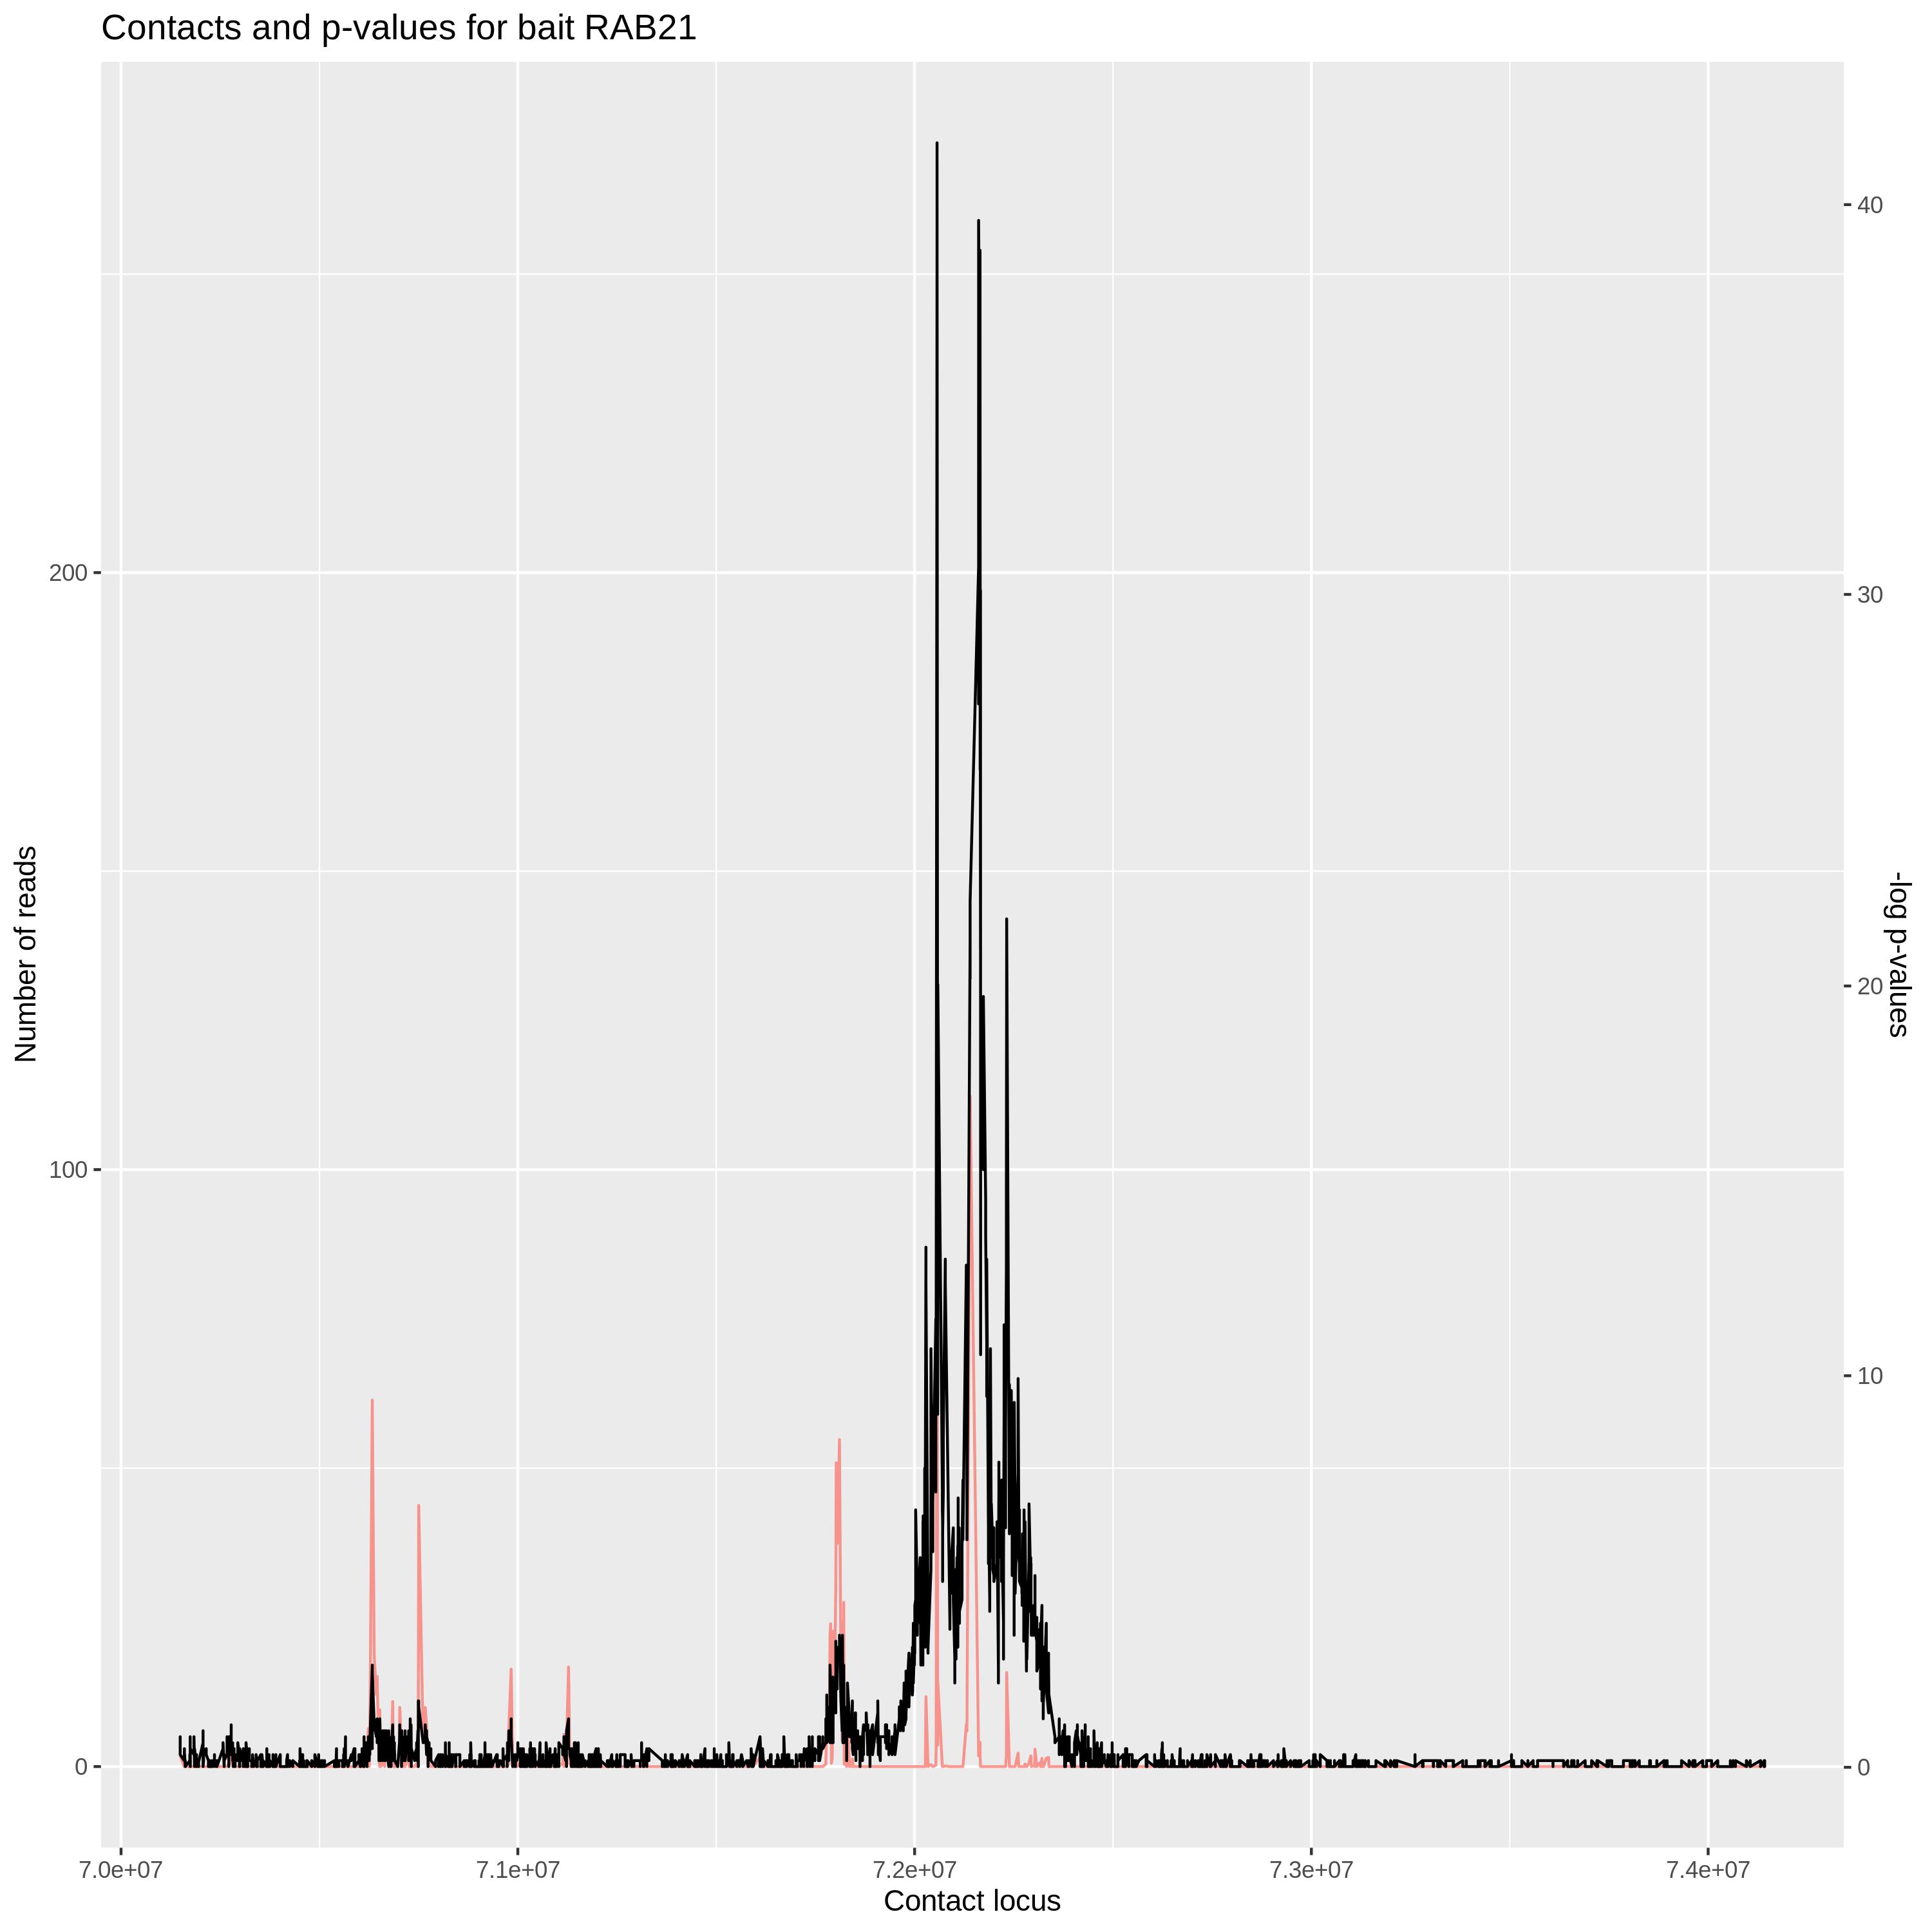 Contacts and p-values for bait RAB21
Number of reads
200
100
0
40
30
20
10
0
-log p-values
7.0e+07 7.1e+07 7.2e+07 7.3e+07 7.4e+07
Contact locus